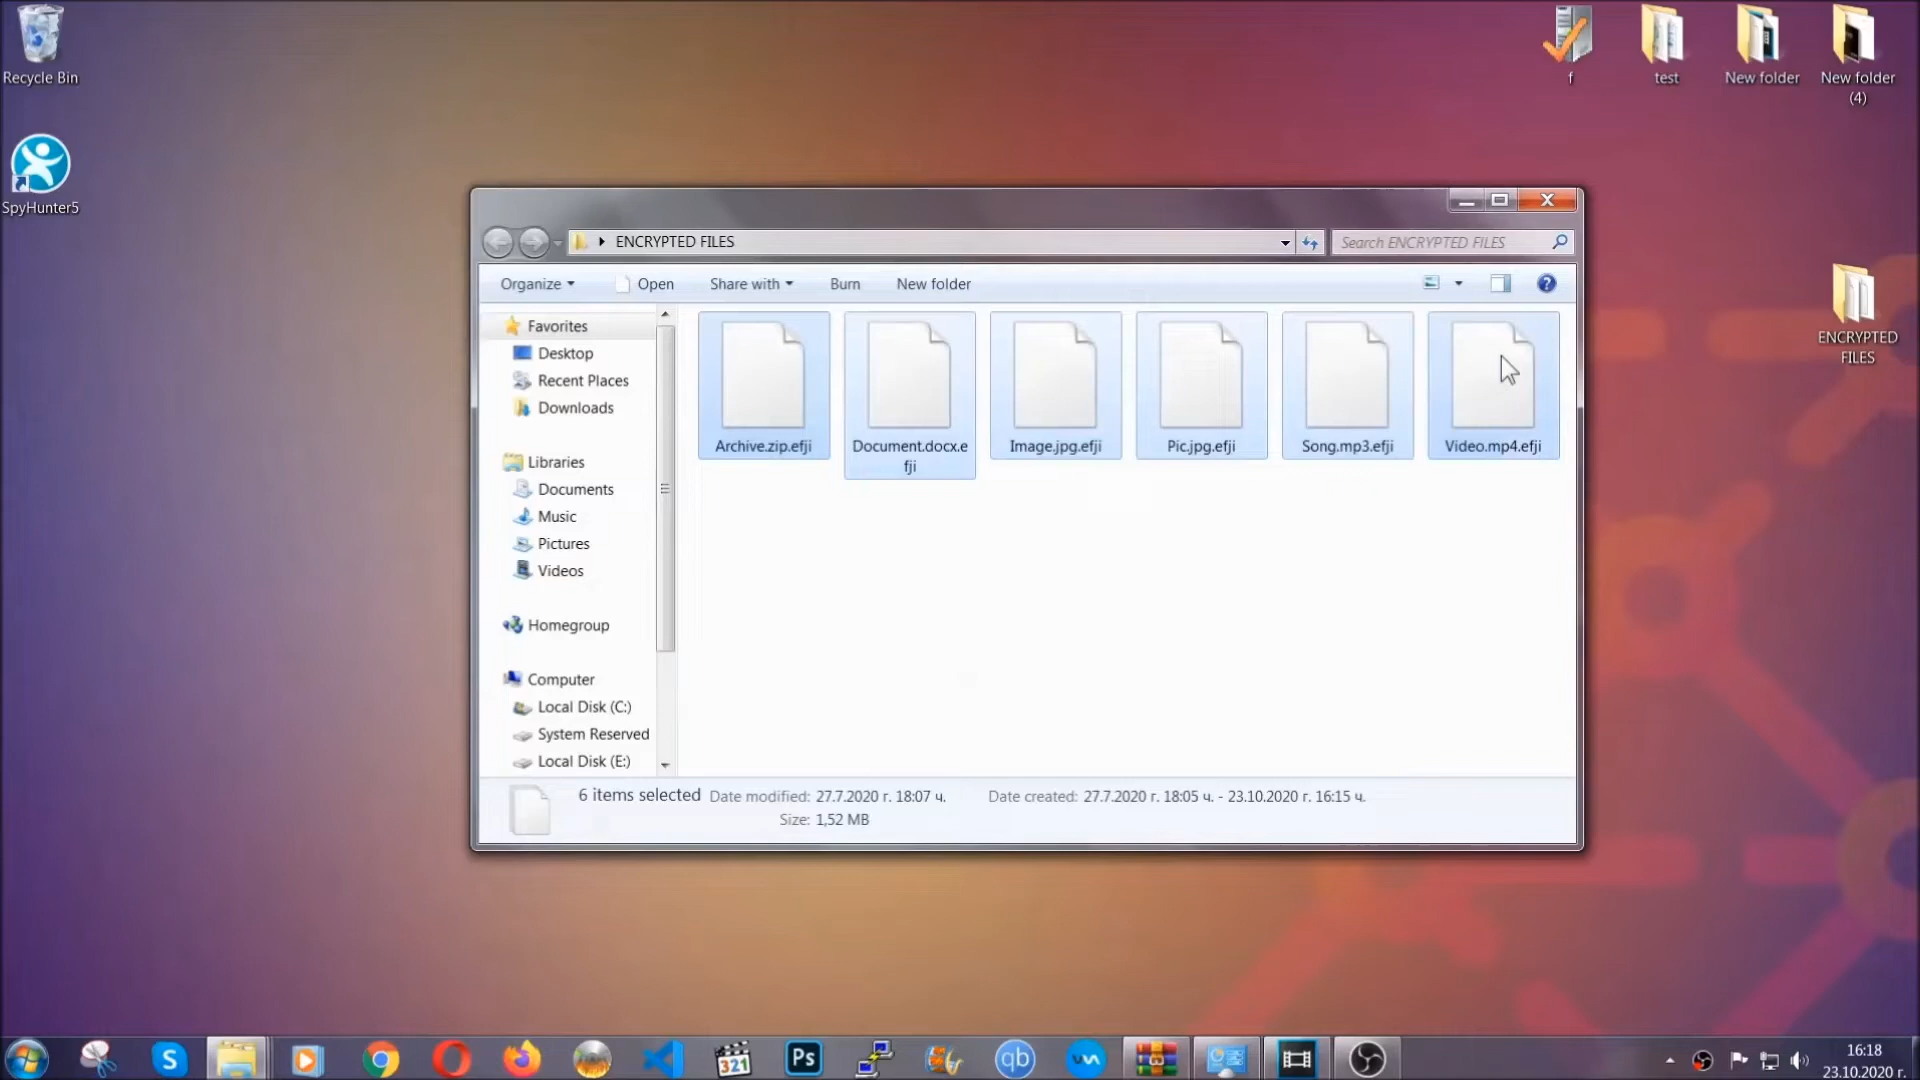 Recycle Bin
SpyHunter5
f
test
New folder
New folder
(4)
ENCRYPTED
FILES
ENCRYPTED FILES
Search ENCRYPTED FILES
Organize
Open
Share with
Burn
New folder
Favorites
Desktop
Recent Places
Downloads
Libraries
Documents
Music
Pictures
Videos
Homegroup
Computer
Local Disk (C:)
System Reserved
Local Disk (E:)
Archive.zip.efji
Document.docx.e
fji
Image.jpg.efji
Pic.jpg.efji
Song.mp3.efji
Video.mp4.efji
6 items selected Date modified: 27.7.2020 г. 18:07 ч. Date created: 27.7.2020 г. 18:05 ч. - 23.10.2020 г. 16:15 ч.
Size: 1,52 MB
S
321
Ps
qb
16:18
23.10.2020 г.